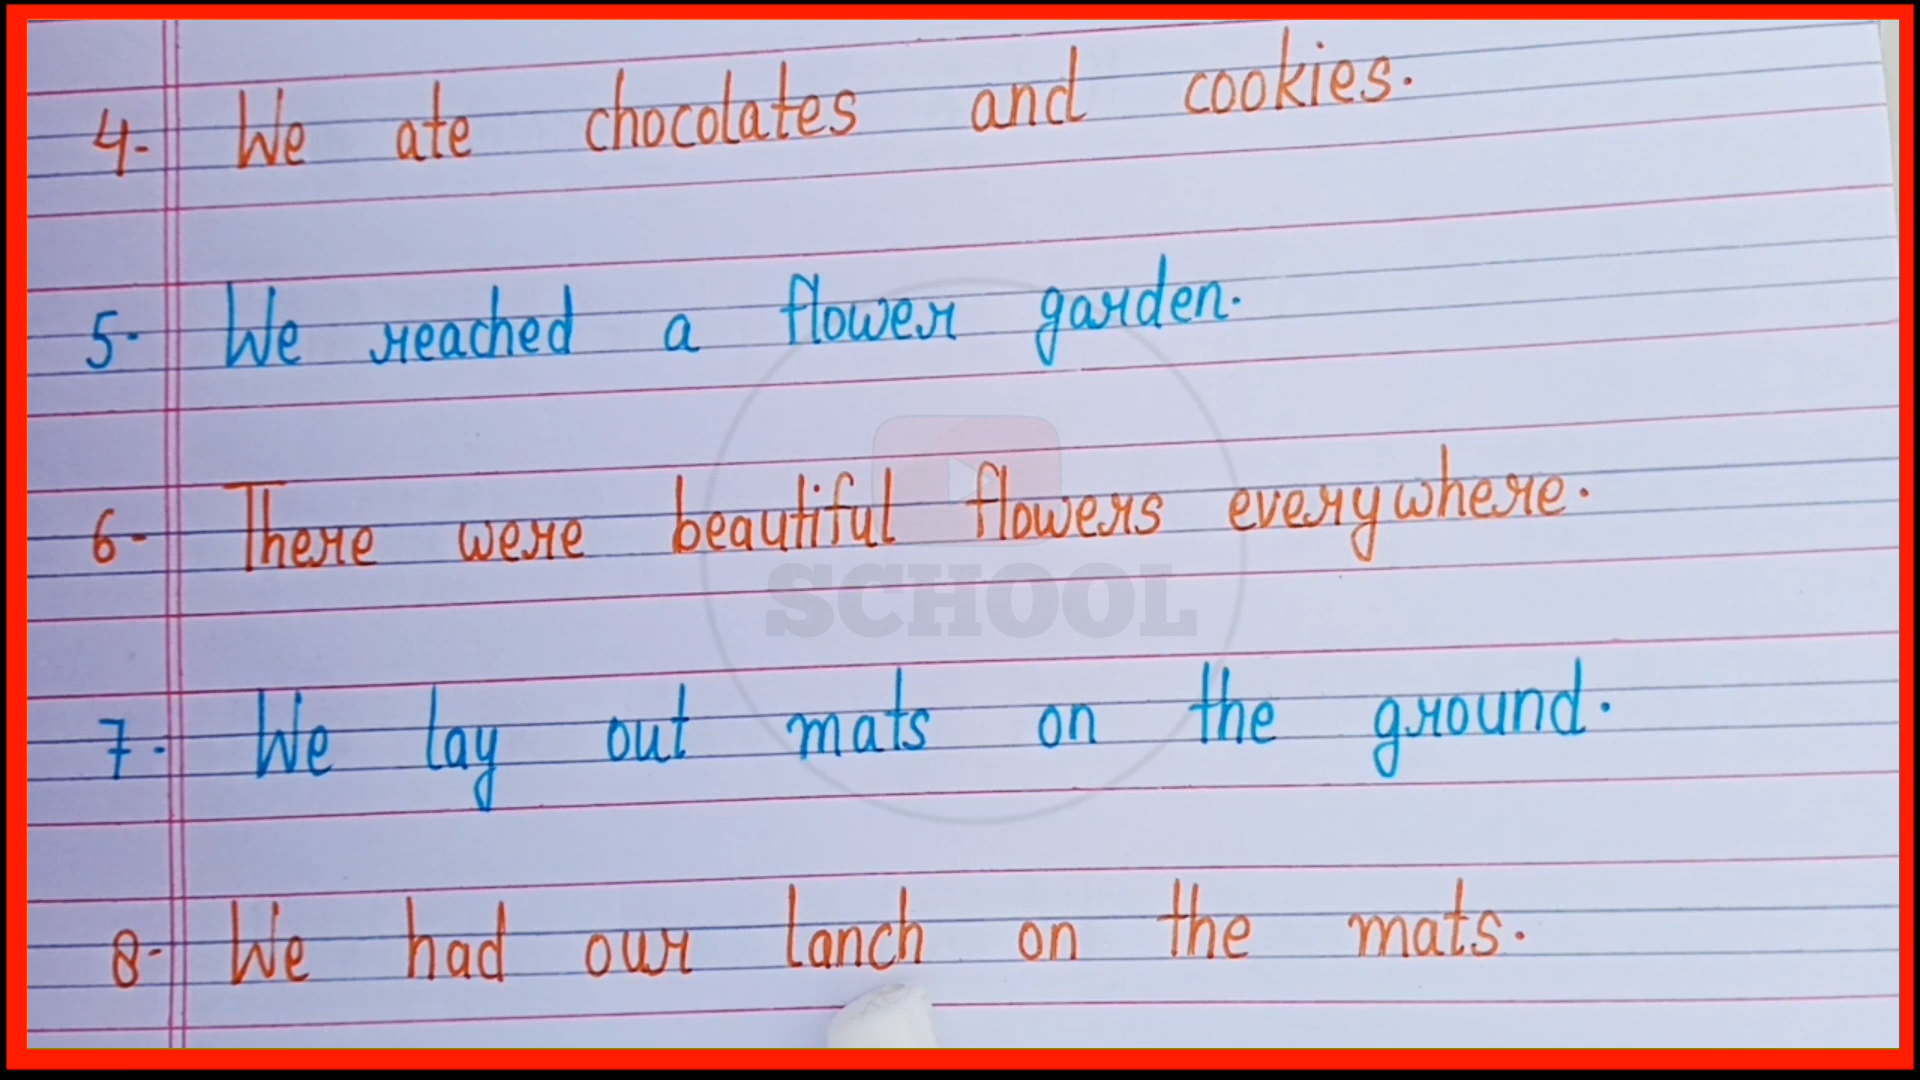 4- We ate chocolates and cookies.
5- We reached a flower garden.
6- There were beautiful flowers everywhere.
SCHOOL
7- We lay out mats on the ground.
8- We had our lanch on the mats.